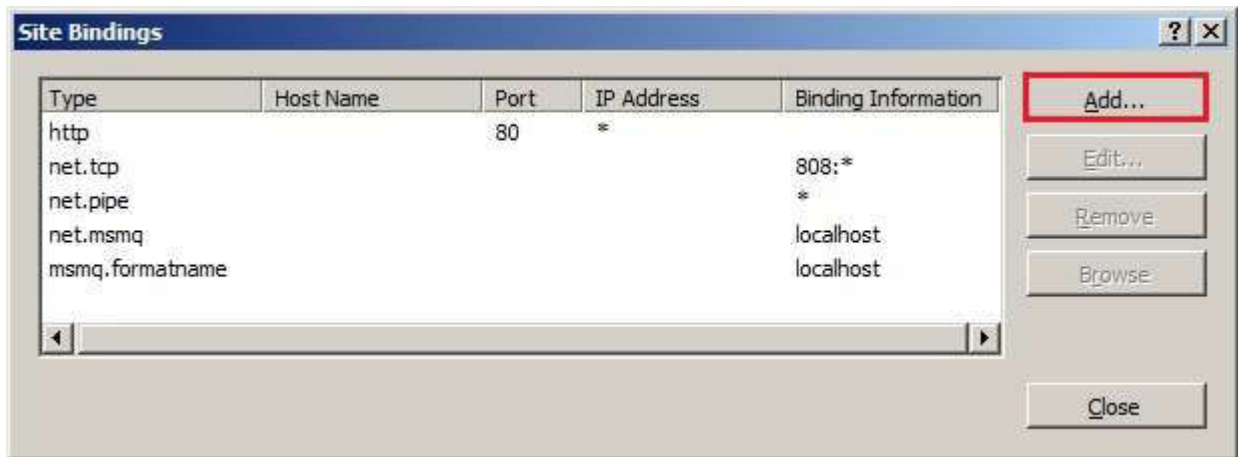 Site Bindings
Type Host Name Port IP Address Binding Information
http 80 *
net.tcp 808:*
net.pipe *
net.msmq localhost
msmq.formatname localhost
Add...
Edit...
Remove
Browse
Close